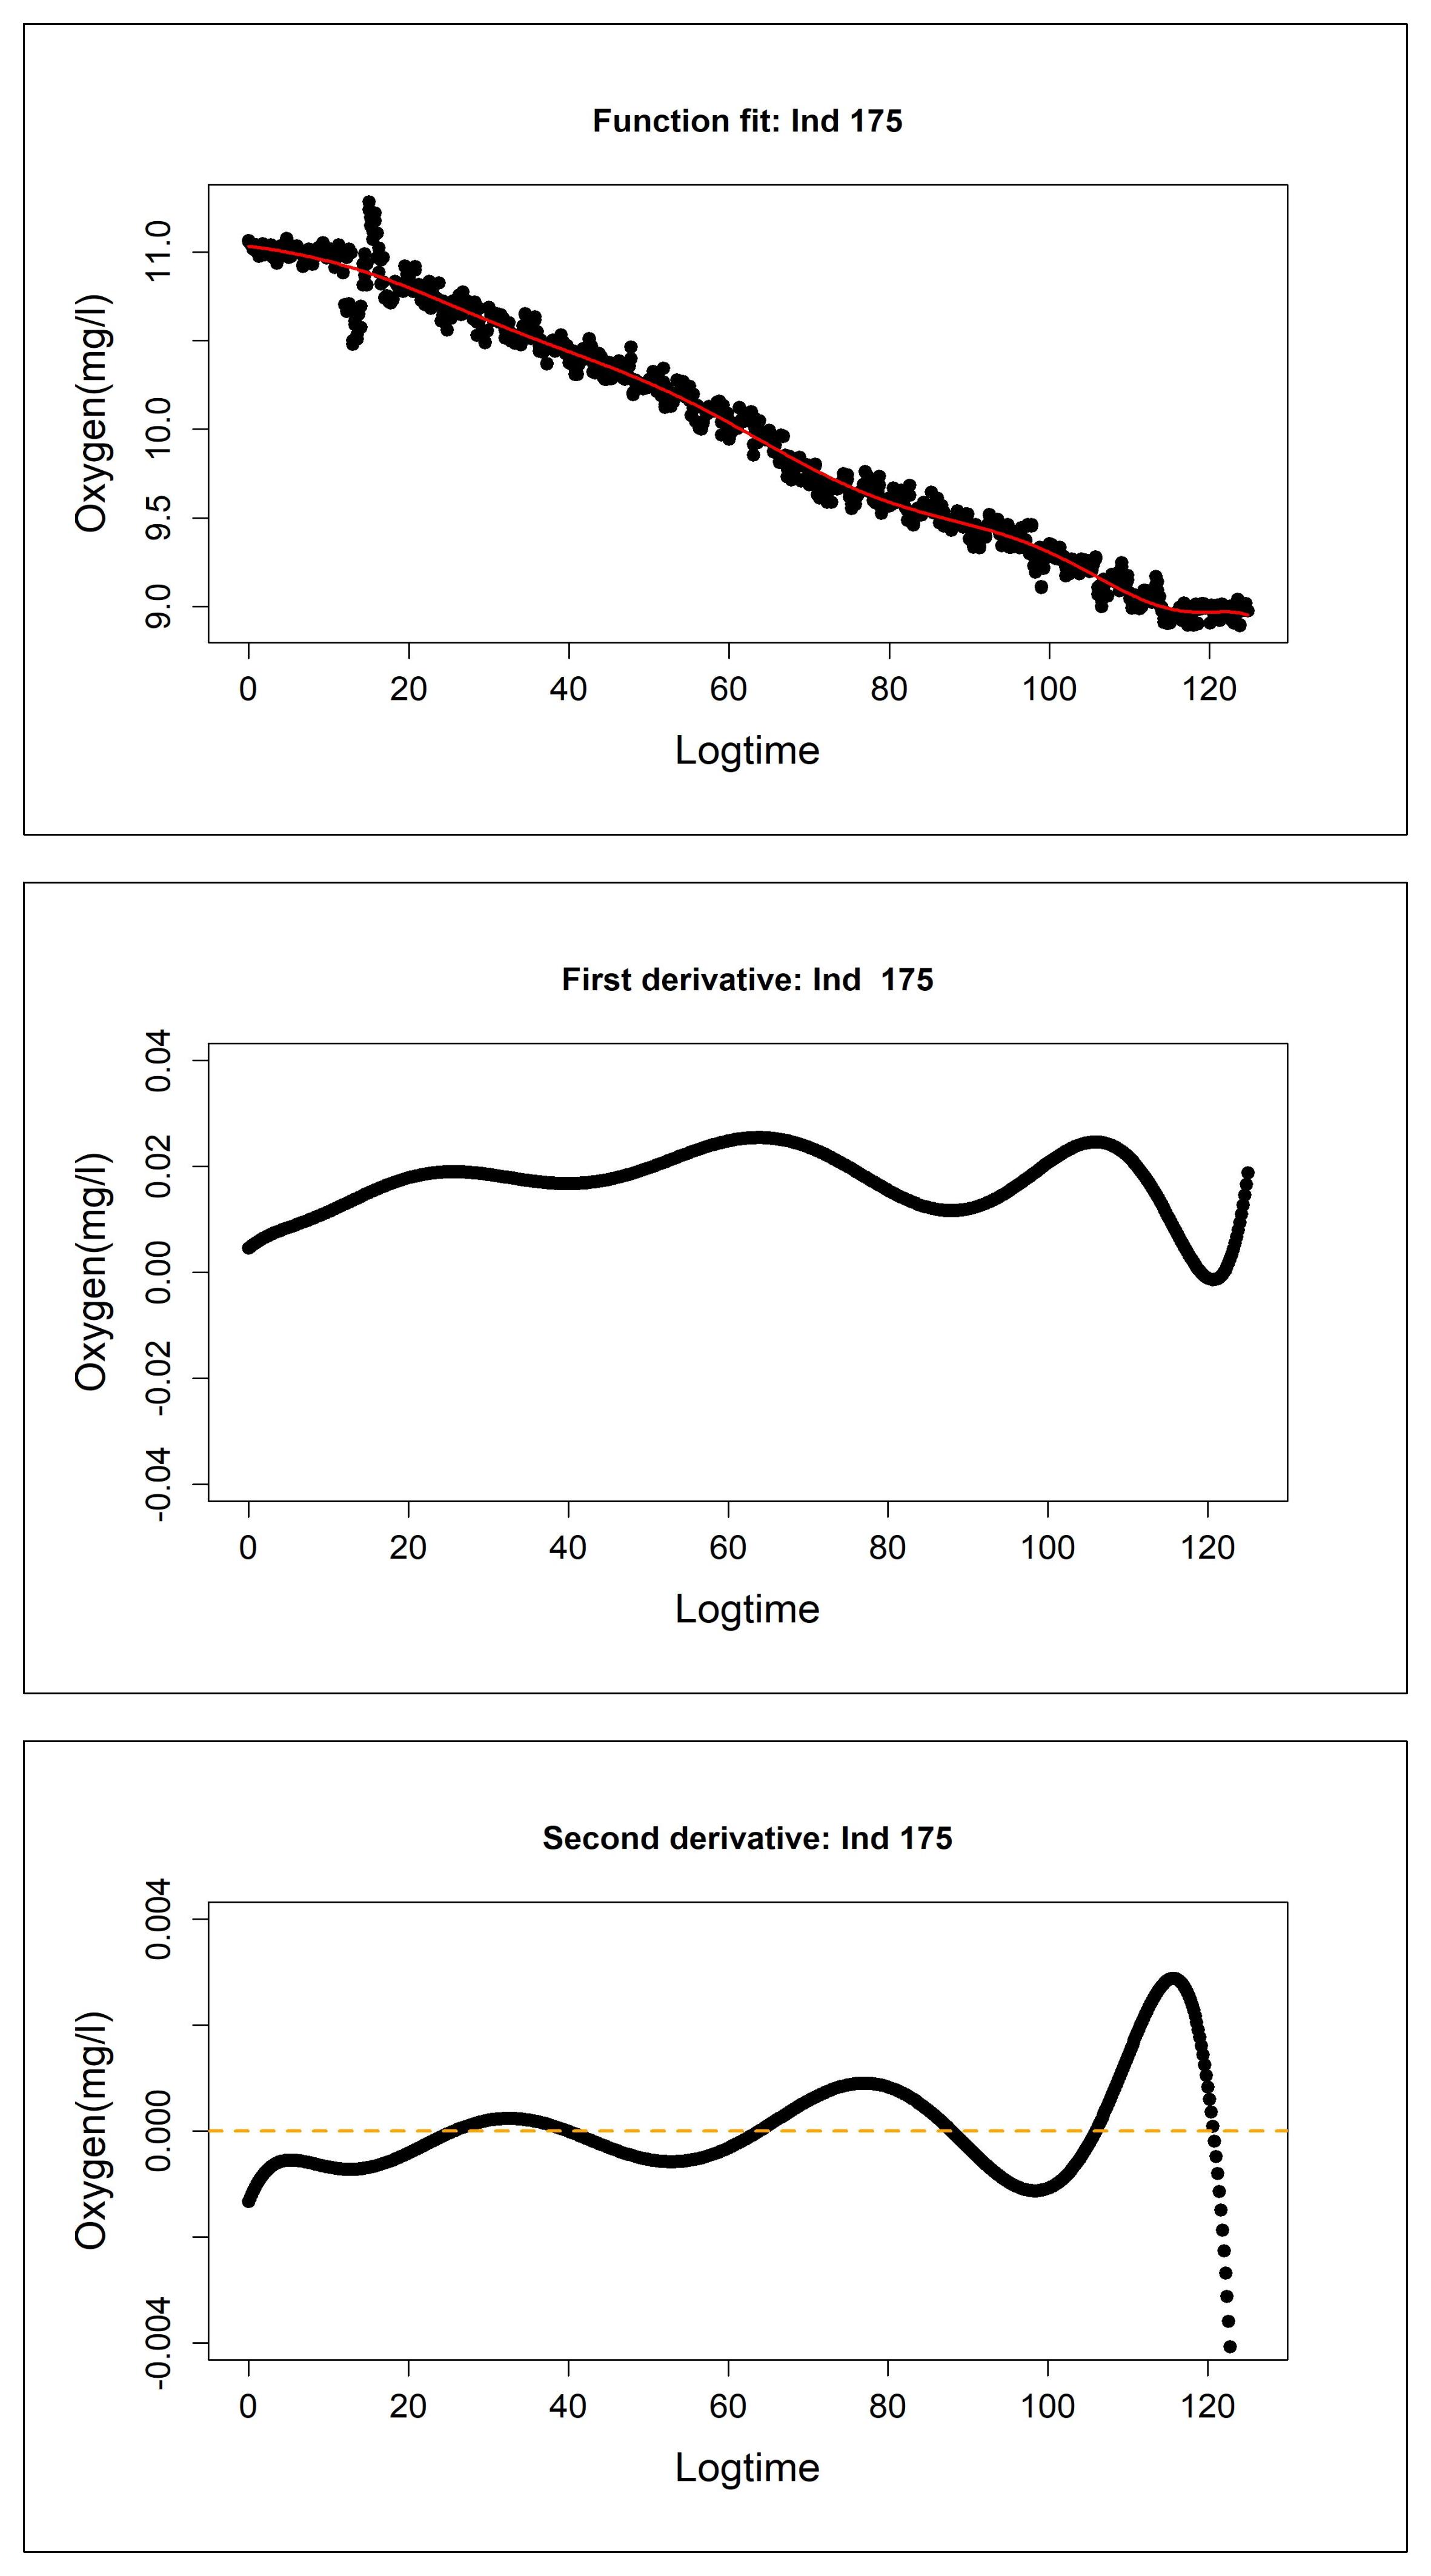 Function fit: Ind 175
Oxygen(mg/l)
11.0
10.0
9.5
9.0
0 20 40 60 80 100 120
Logtime
First derivative: Ind  175
Oxygen(mg/l)
0.04
0.02
0.00
-0.02
-0.04
0 20 40 60 80 100 120
Logtime
Second derivative: Ind 175
Oxygen(mg/l)
0.004
0.000
-0.004
0 20 40 60 80 100 120
Logtime